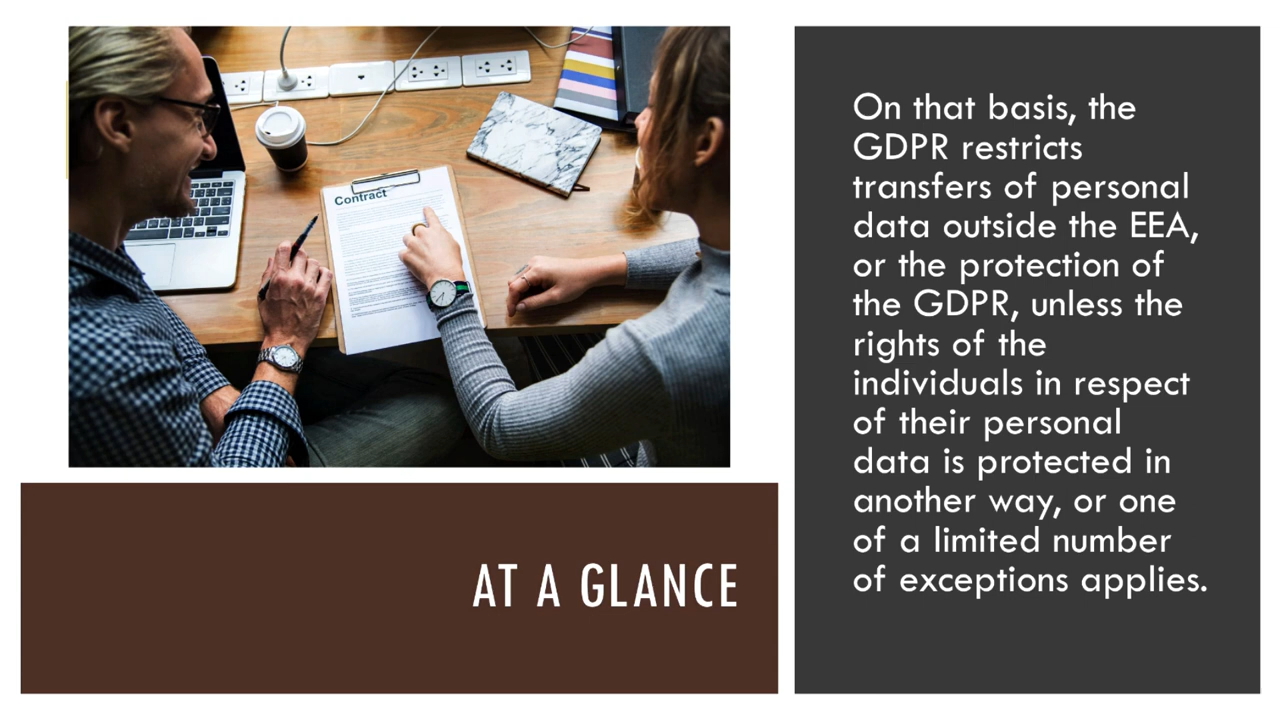 Contract
AT A GLANCE
On that basis, the
GDPR restricts
transfers of personal
data outside the EEA,
or the protection of
the GDPR, unless the
rights of the
individuals in respect
of their personal
data is protected in
another way, or one
of a limited number
of exceptions applies.